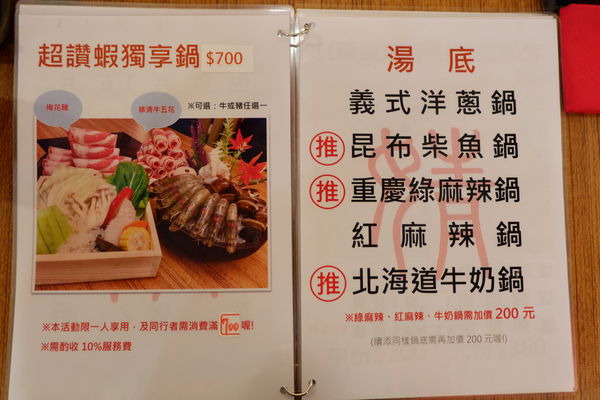 超讚蝦獨享鍋 $700
梅花豬
修清牛五花
※可選：牛或豬任選一
※本活動限一人享用，及同行者需消費滿700喔!
※需酌收 10%服務費
湯 底
義式洋蔥鍋
推 昆布柴魚鍋
推 重慶綠麻辣鍋
紅麻辣鍋
推 北海道牛奶鍋
※綠麻辣、紅麻辣、牛奶鍋需加價 200 元
(續添同樣鍋底需再加價 200 元喔!)